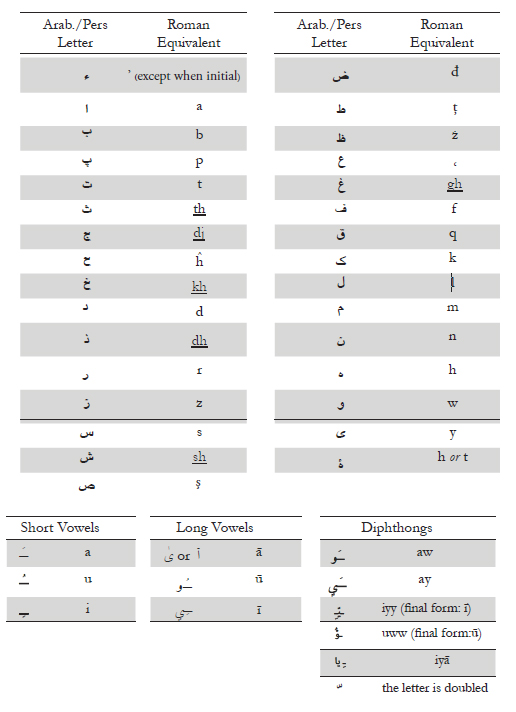 Arab./Pers Roman
Letter Equivalent
ء ’ (except when initial)
ا a
ب b
پ p
ت t
ث th
ج dj
ح ĥ
خ kh
د d
ذ dh
ر r
ز z
س s
ش sh
ص ş
Arab./Pers Roman
Letter Equivalent
ض đ
ط ţ
ظ ż
ع ‘
غ gh
ف f
ق q
ک k
ل l
م m
ن n
ه h
و w
ی y
ۀ h or t
Short Vowels
ـَ a
ـُ u
ـِ i
Long Vowels
یٰ or آ ā
ـُو ū
ـِي ī
Diphthongs
ـَو aw
ـَي ay
ـِيّ iyy (final form: ī)
ـُوّ uww (final form:ū)
ـِيا iyā
ـّ the letter is doubled